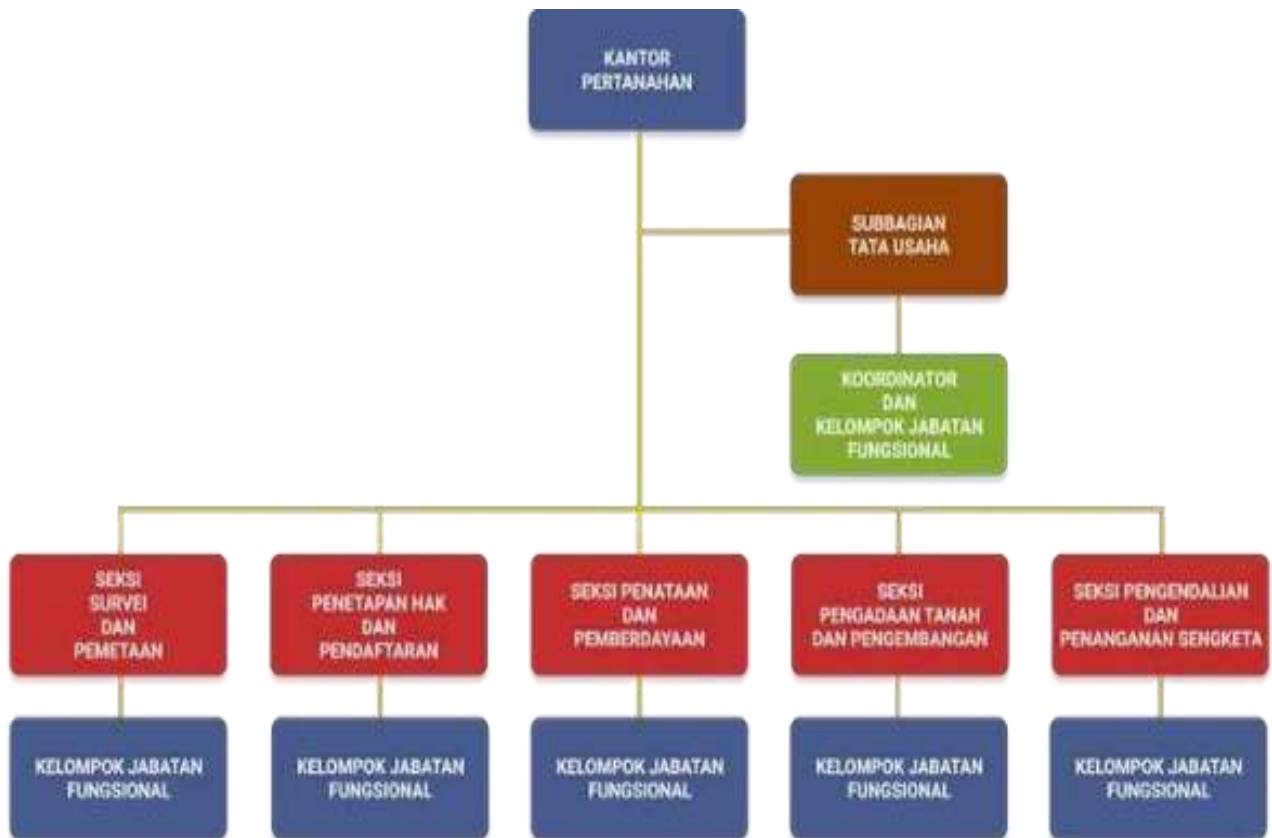 KANTOR
PERTANAHAN
SUBBAGIAN
TATA USAHA
KOORDINATOR
DAN
KELOMPOK JABATAN
FUNGSIONAL
SEKSI
SURVEI
DAN
PEMETAAN
SEKSI
PENETAPAN HAK
DAN
PENDAFTARAN
SEKSI PENATAAN
DAN
PEMBERDAYAAN
SEKSI
PENGADAAN TANAH
DAN PENGEMBANGAN
SEKSI PENGENDALIAN
DAN
PENANGANAN SENGKETA
KELOMPOK JABATAN
FUNGSIONAL
KELOMPOK JABATAN
FUNGSIONAL
KELOMPOK JABATAN
FUNGSIONAL
KELOMPOK JABATAN
FUNGSIONAL
KELOMPOK JABATAN
FUNGSIONAL